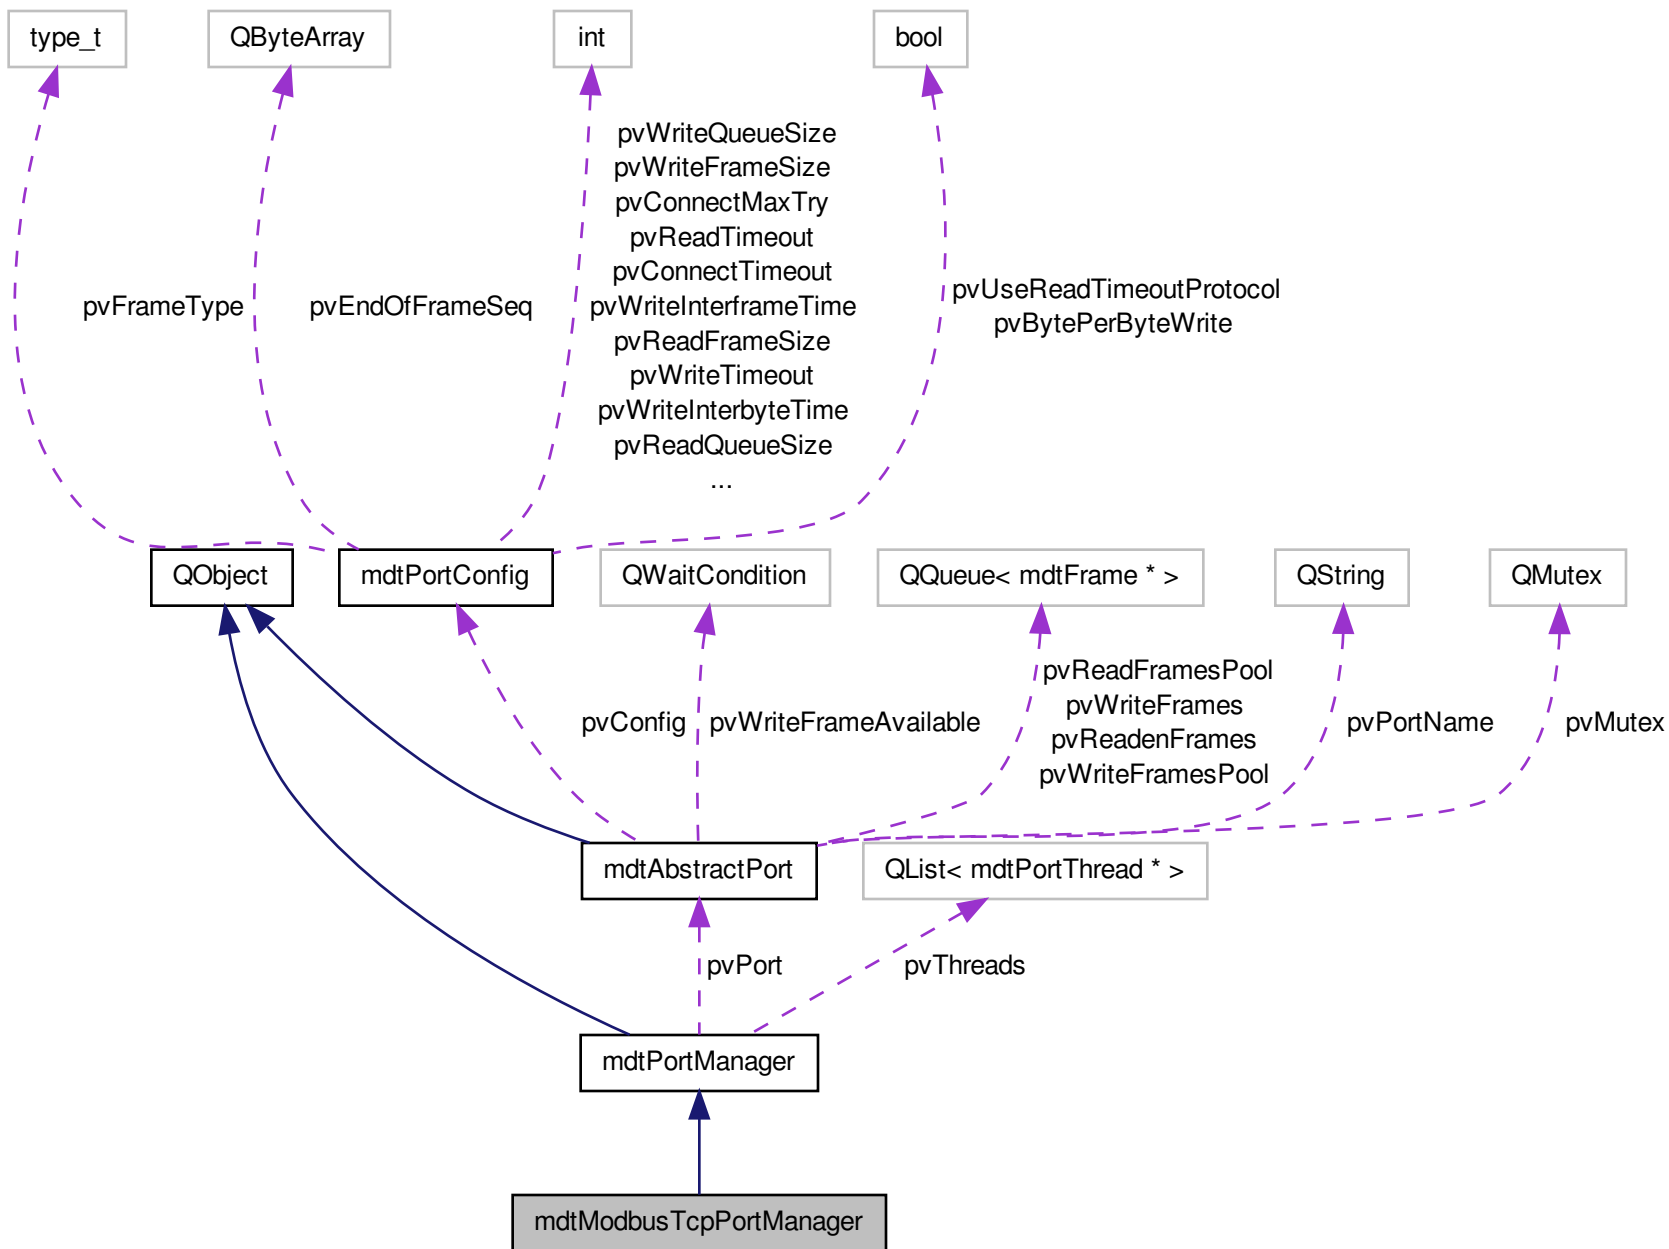 type_t
QByteArray
int
bool
pvWriteQueueSize
pvWriteFrameSize
pvConnectMaxTry
pvReadTimeout
pvConnectTimeout
pvWriteInterframeTime
pvReadFrameSize
pvWriteTimeout
pvWriteInterbyteTime
pvReadQueueSize
...
pvFrameType
pvEndOfFrameSeq
pvUseReadTimeoutProtocol
pvBytePerByteWrite
QObject
mdtPortConfig
QWaitCondition
QQueue< mdtFrame * >
QString
QMutex
pvConfig
pvWriteFrameAvailable
pvReadFramesPool
pvWriteFrames
pvReadenFrames
pvWriteFramesPool
pvPortName
pvMutex
mdtAbstractPort
QList< mdtPortThread * >
pvPort
pvThreads
mdtPortManager
mdtModbusTcpPortManager